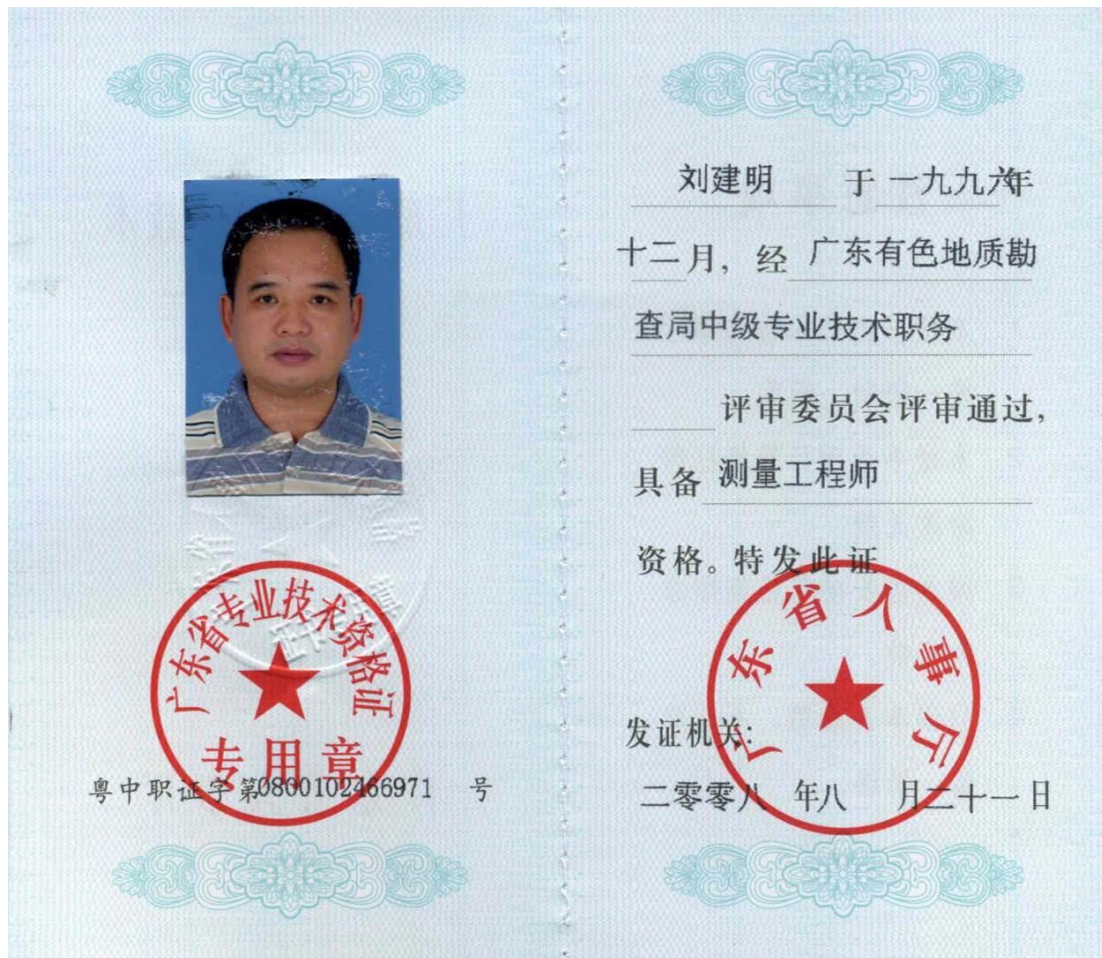 广东省专业技术资格证
专用章
粤中职证字第0800102466971 号
刘建明 于 一九九六年
十二月，经 广东有色地质勘
查局中级专业技术职务
评审委员会评审通过，
具备 测量工程师
资格。特发此证
广东省人事厅
发证机关：
二零零八 年八 月二十一日